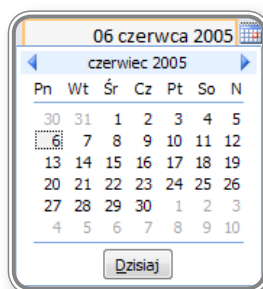 06 czerwca 2005
czerwiec 2005
Pn Wt Śr Cz Pt So N
30 31 1 2 3 4 5
6 7 8 9 10 11 12
13 14 15 16 17 18 19
20 21 22 23 24 25 26
27 28 29 30 1 2 3
4 5 6 7 8 9 10
Dzisiaj